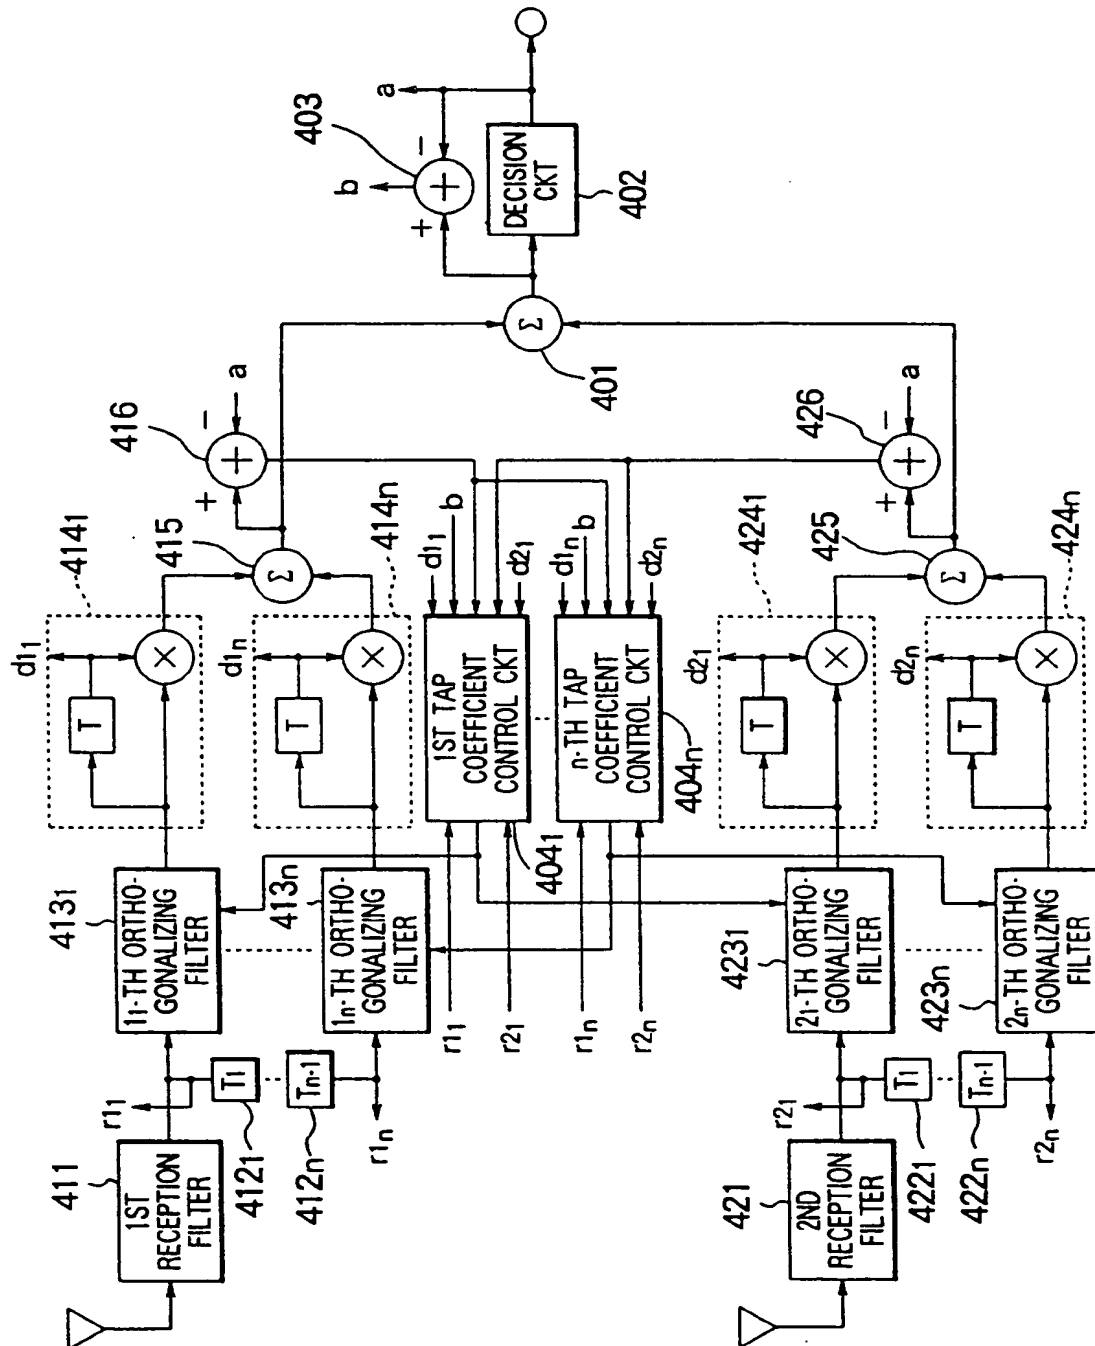 411
1ST
RECEPTION
FILTER
r11
T1
4121
Tn-1
412n
r1n
4131
11-TH ORTHO-
GONALIZING
FILTER
413n
1n-TH ORTHO-
GONALIZING
FILTER
d11
T
×
4141
d1n
T
×
414n
415
Σ
416
+
+
−
a
r11
r21
r1n
r2n
4041
1ST TAP
COEFFICIENT
CONTROL CKT
d11
b
d21
n-TH TAP
COEFFICIENT
CONTROL CKT
404n
d1n
b
d2n
401
Σ
403
+
+
−
b
a
DECISION
CKT
402
421
2ND
RECEPTION
FILTER
r21
T1
4221
Tn-1
422n
r2n
4231
21-TH ORTHO-
GONALIZING
FILTER
423n
2n-TH ORTHO-
GONALIZING
FILTER
d21
T
×
4241
d2n
T
×
424n
425
Σ
426
+
+
−
a